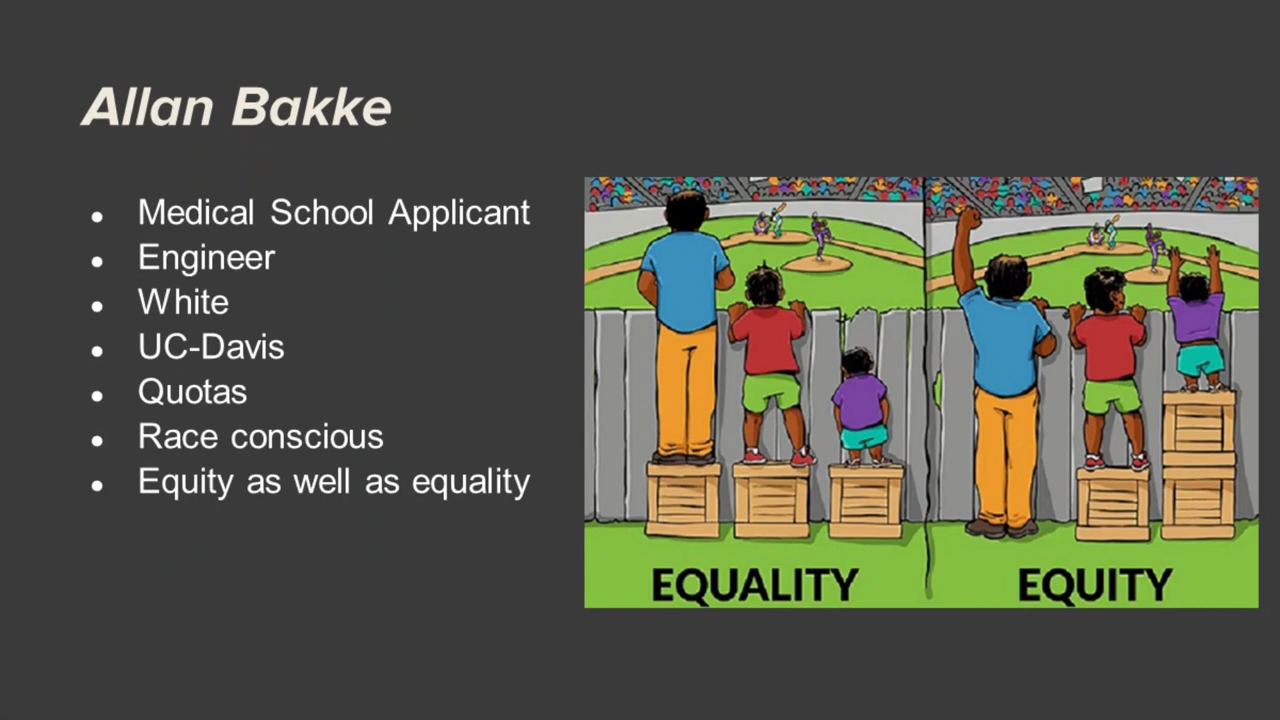 Allan Bakke
● Medical School Applicant
● Engineer
● White
● UC-Davis
● Quotas
● Race conscious
● Equity as well as equality
EQUALITY
EQUITY